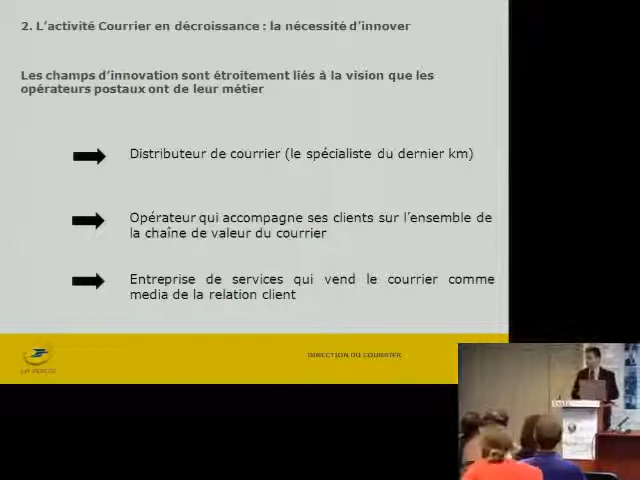 2. L’activité Courrier en décroissance : la nécessité d’innover
Les champs d’innovation sont étroitement liés à la vision que les
opérateurs postaux ont de leur métier
Distributeur de courrier (le spécialiste du dernier km)
Opérateur qui accompagne ses clients sur l’ensemble de
la chaîne de valeur du courrier
Entreprise de services qui vend le courrier comme
media de la relation client
LA POSTE
DIRECTION DU COURRIER